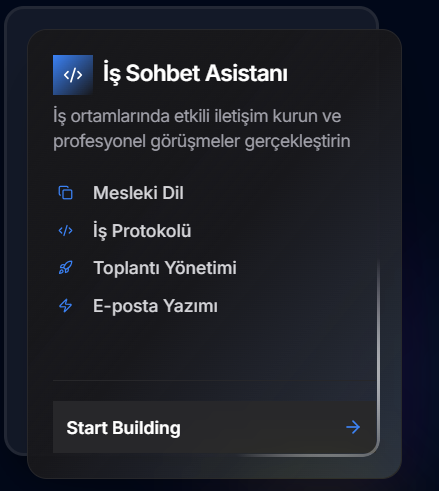 İş Sohbet Asistanı
İş ortamlarında etkili iletişim kurun ve
profesyonel görüşmeler gerçekleştirin
Mesleki Dil
İş Protokolü
Toplantı Yönetimi
E-posta Yazımı
Start Building